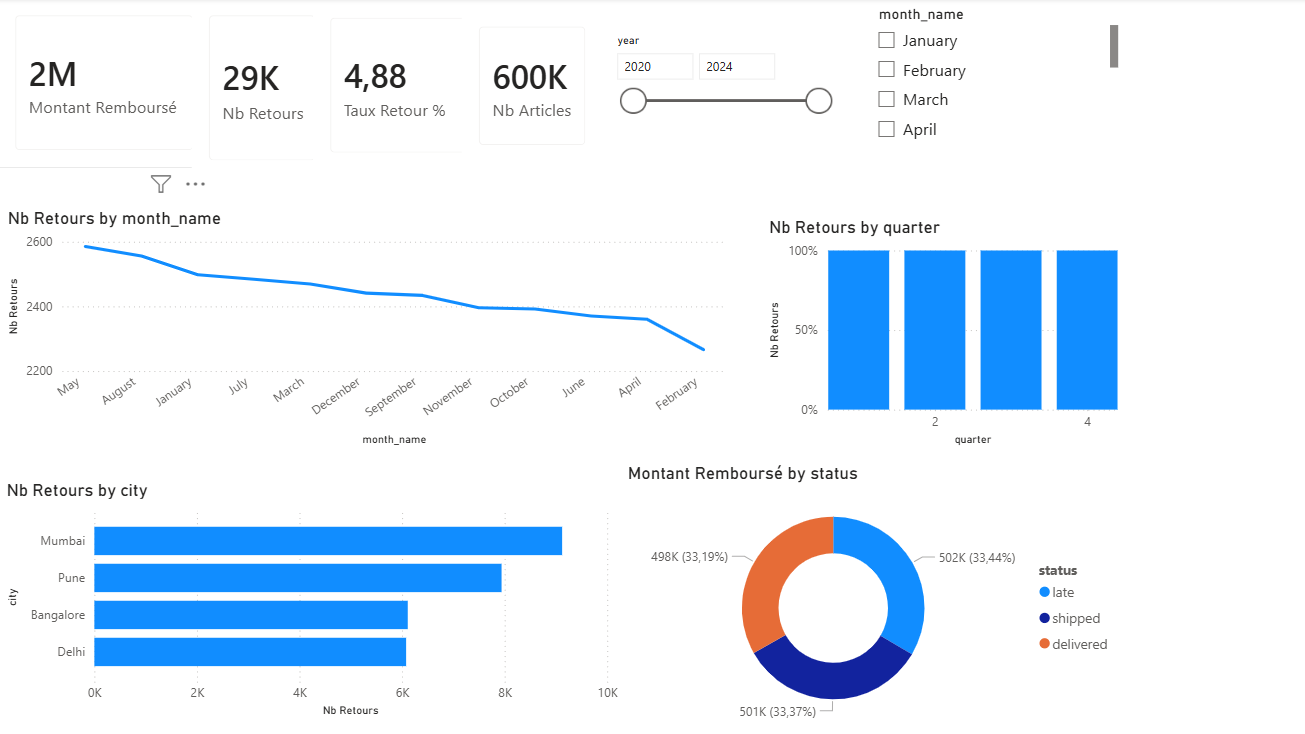 2M
Montant Remboursé
29K
Nb Retours
4,88
Taux Retour %
600K
Nb Articles
year
2020 2024
month_name
January
February
March
April
Nb Retours by month_name
2600
2400
2200
Nb Retours
May August January July March December September November October June April February
month_name
Nb Retours by quarter
100%
50%
0%
Nb Retours
2 4
quarter
Nb Retours by city
city
Mumbai
Pune
Bangalore
Delhi
0K 2K 4K 6K 8K 10K
Nb Retours
Montant Remboursé by status
498K (33,19%)
502K (33,44%)
501K (33,37%)
status
late
shipped
delivered